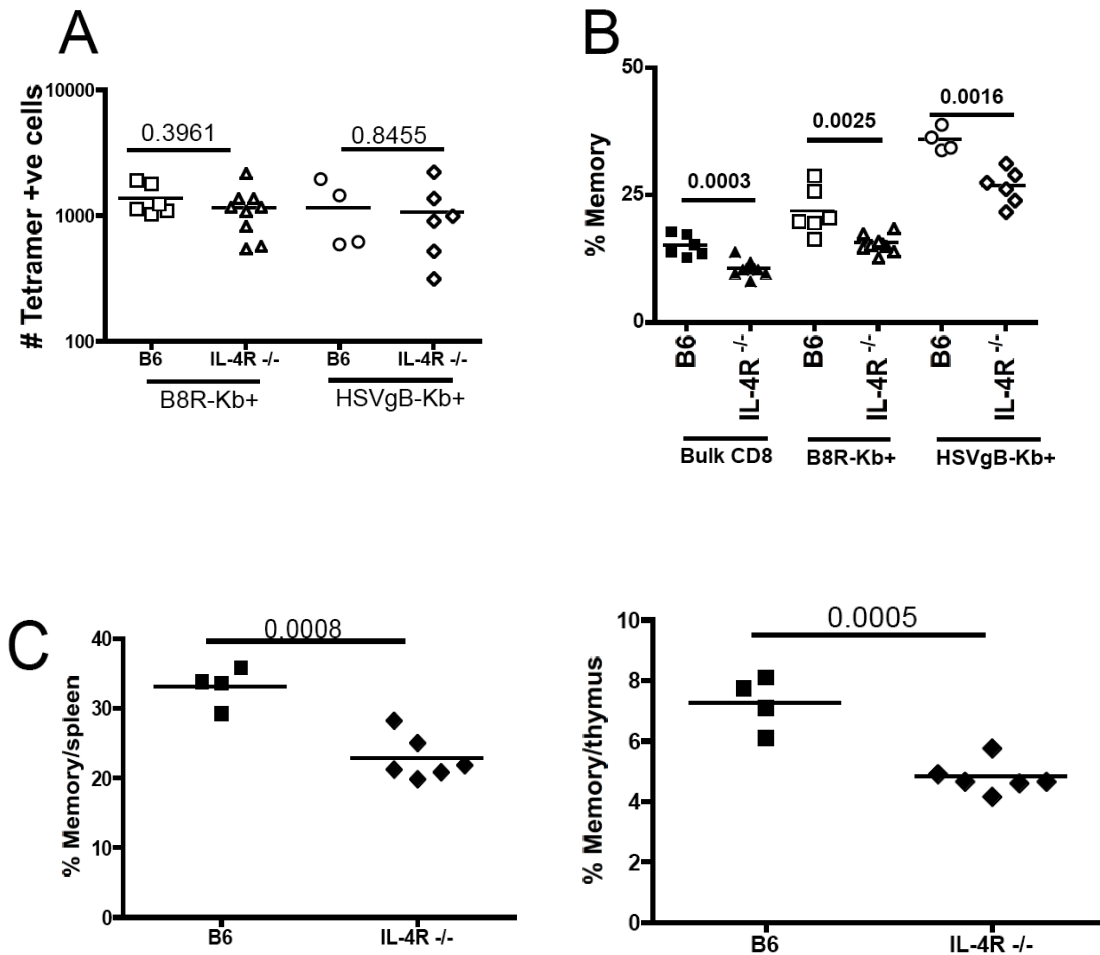 A
# Tetramer +ve cells
10000
1000
100
0.3961
0.8455
B6
IL-4R -/-
B6
IL-4R -/-
B8R-Kb+
HSVgB-Kb+
B
% Memory
50
25
0
0.0003
0.0025
0.0016
B6
IL-4R -/-
B6
IL-4R -/-
B6
IL-4R -/-
Bulk CD8
B8R-Kb+
HSVgB-Kb+
C
% Memory/spleen
40
30
20
10
0
0.0008
B6
IL-4R -/-
% Memory/thymus
10
8
6
4
2
0
0.0005
B6
IL-4R -/-